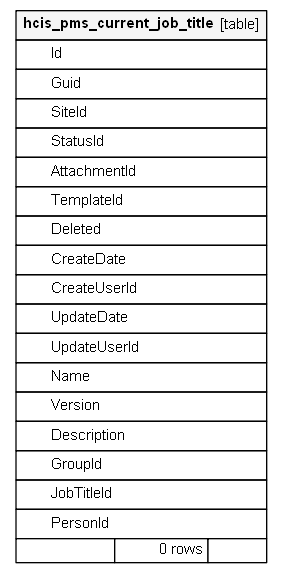 hcis_pms_current_job_title [table]
Id
Guid
SiteId
StatusId
AttachmentId
TemplateId
Deleted
CreateDate
CreateUserId
UpdateDate
UpdateUserId
Name
Version
Description
GroupId
JobTitleId
PersonId
0 rows